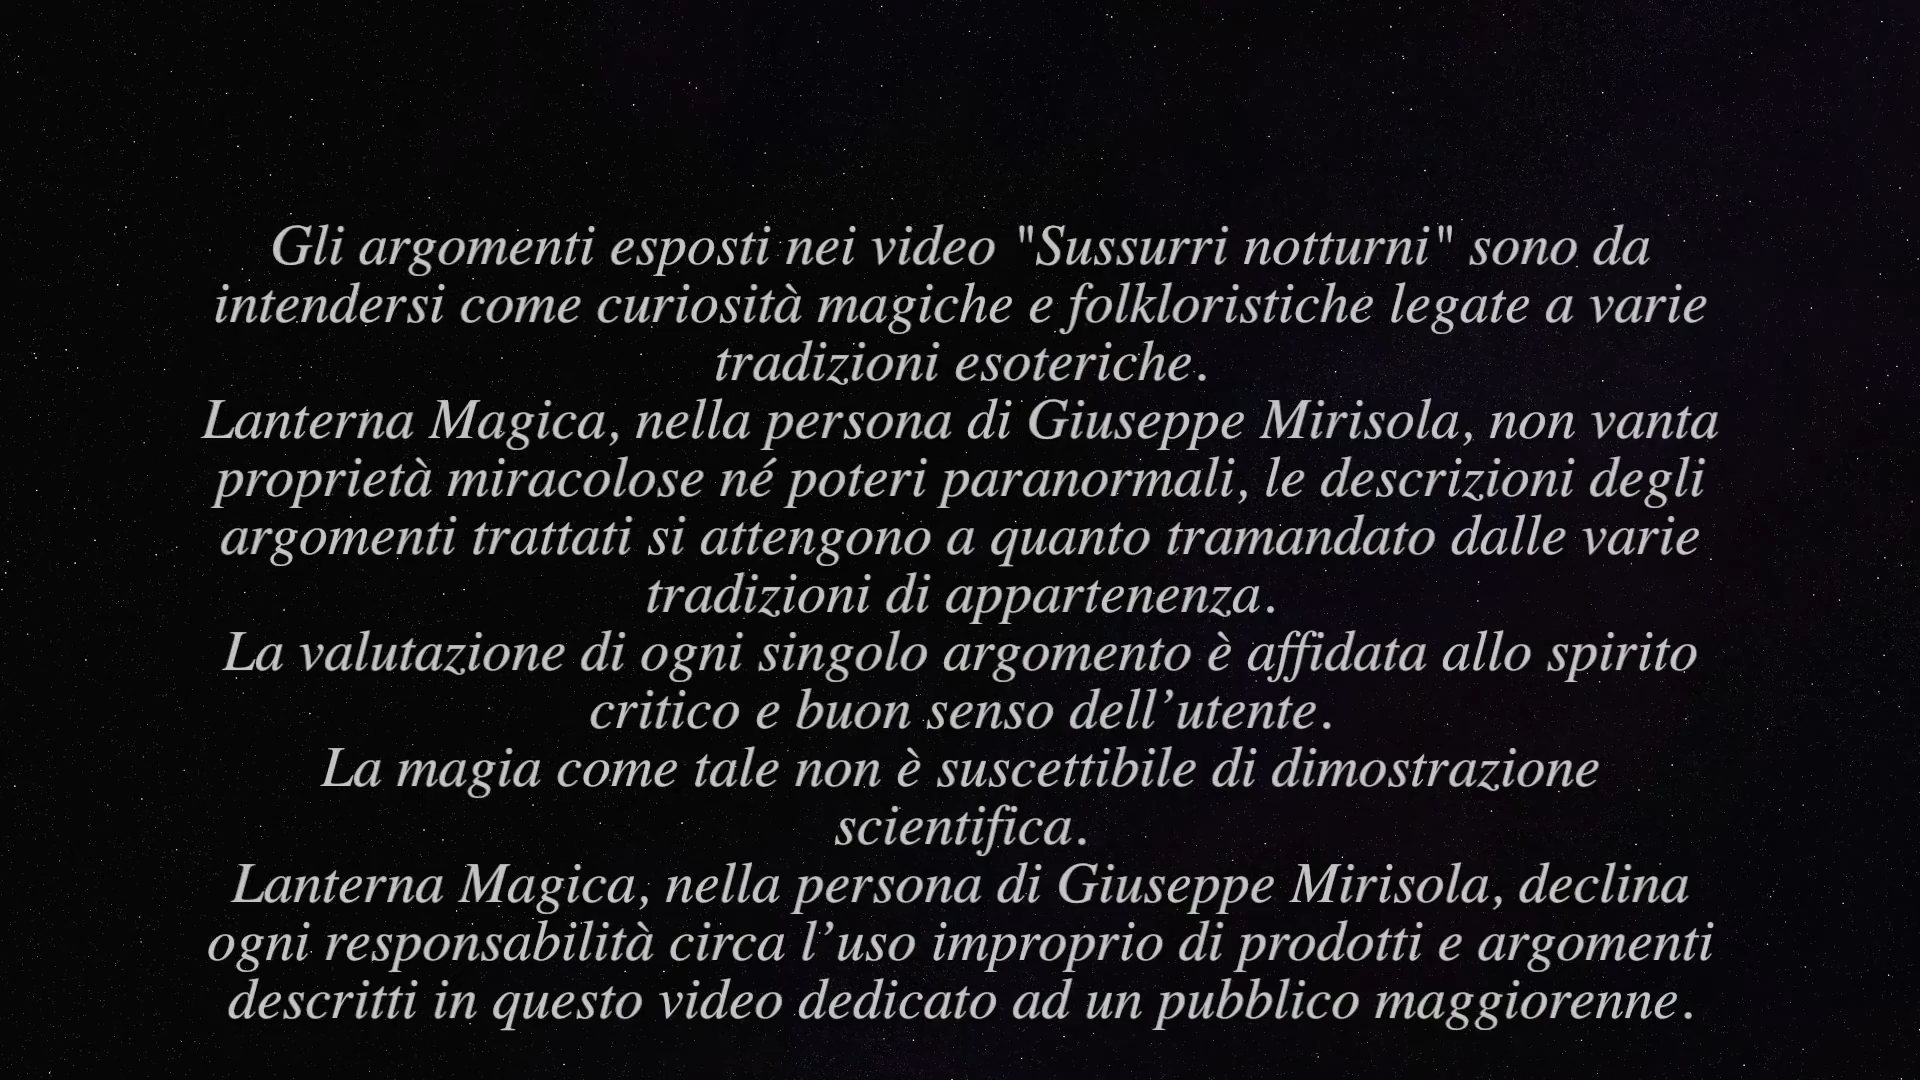 Gli argomenti esposti nei video "Sussurri notturni" sono da
intendersi come curiosità magiche e folkloristiche legate a varie
tradizioni esoteriche.
Lanterna Magica, nella persona di Giuseppe Mirisola, non vanta
proprietà miracolose né poteri paranormali, le descrizioni degli
argomenti trattati si attengono a quanto tramandato dalle varie
tradizioni di appartenenza.
La valutazione di ogni singolo argomento è affidata allo spirito
critico e buon senso dell’utente.
La magia come tale non è suscettibile di dimostrazione
scientifica.
Lanterna Magica, nella persona di Giuseppe Mirisola, declina
ogni responsabilità circa l’uso improprio di prodotti e argomenti
descritti in questo video dedicato ad un pubblico maggiorenne.